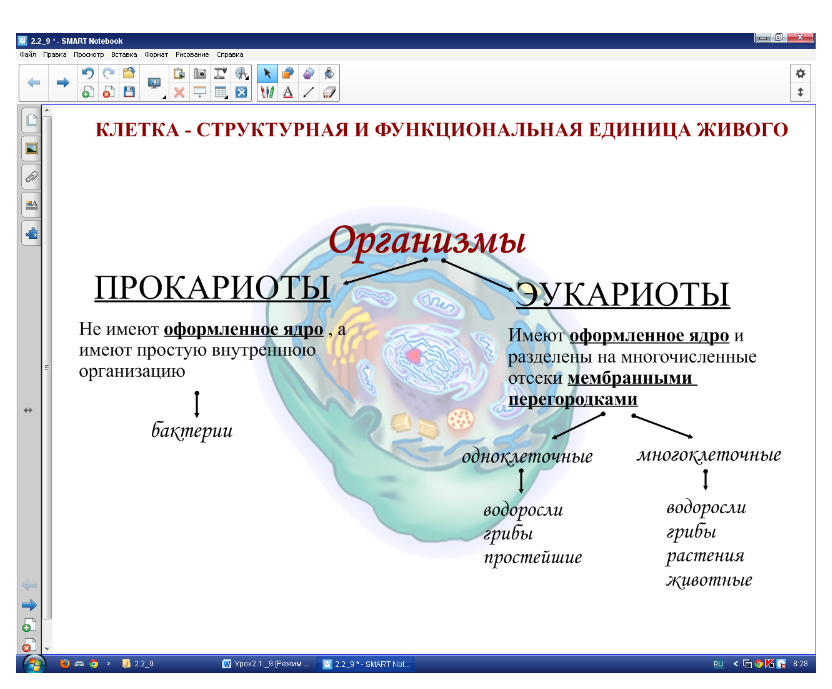 2.2_9 * - SMART Notebook
Файл Правка Просмотр Вставка Формат Рисование Справка
КЛЕТКА - СТРУКТУРНАЯ И ФУНКЦИОНАЛЬНАЯ ЕДИНИЦА ЖИВОГО
Организмы
ПРОКАРИОТЫ
Не имеют оформленное ядро , а
имеют простую внутреннюю
организацию
бактерии
ЭУКАРИОТЫ
Имеют оформленное ядро и
разделены на многочисленные
отсеки мембранными
перегородками
одноклеточные
водоросли
грибы
простейшие
многоклеточные
водоросли
грибы
растения
животные
2.2_9
Урок2.1._9 [Режим ...
2.2_9 * - SMART Not...
RU
8:28